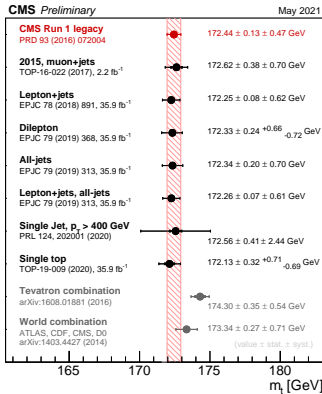 CMS Preliminary May 2021
CMS Run 1 legacy
PRD 93 (2016) 072004
172.44 ± 0.13 ± 0.47 GeV
2015, muon+jets
TOP-16-022 (2017), 2.2 fb⁻¹
172.62 ± 0.38 ± 0.70 GeV
Lepton+jets
EPJC 78 (2018) 891, 35.9 fb⁻¹
172.25 ± 0.08 ± 0.62 GeV
Dilepton
EPJC 79 (2019) 368, 35.9 fb⁻¹
172.33 ± 0.24 +0.66 -0.72 GeV
All-jets
EPJC 79 (2019) 313, 35.9 fb⁻¹
172.34 ± 0.20 ± 0.70 GeV
Lepton+jets, all-jets
EPJC 79 (2019) 313, 35.9 fb⁻¹
172.26 ± 0.07 ± 0.61 GeV
Single Jet, p > 400 GeV
PRL 124, 202001 (2020)
172.56 ± 0.41 ± 2.44 GeV
Single top
TOP-19-009 (2020), 35.9 fb⁻¹
172.13 ± 0.32 +0.71 -0.69 GeV
Tevatron combination
arXiv:1608.01881 (2016)
174.30 ± 0.35 ± 0.54 GeV
World combination
ATLAS, CDF, CMS, D0
arXiv:1403.4427 (2014)
173.34 ± 0.27 ± 0.71 GeV
(value ± stat. ± syst.)
165 170 175 180
mt [GeV]